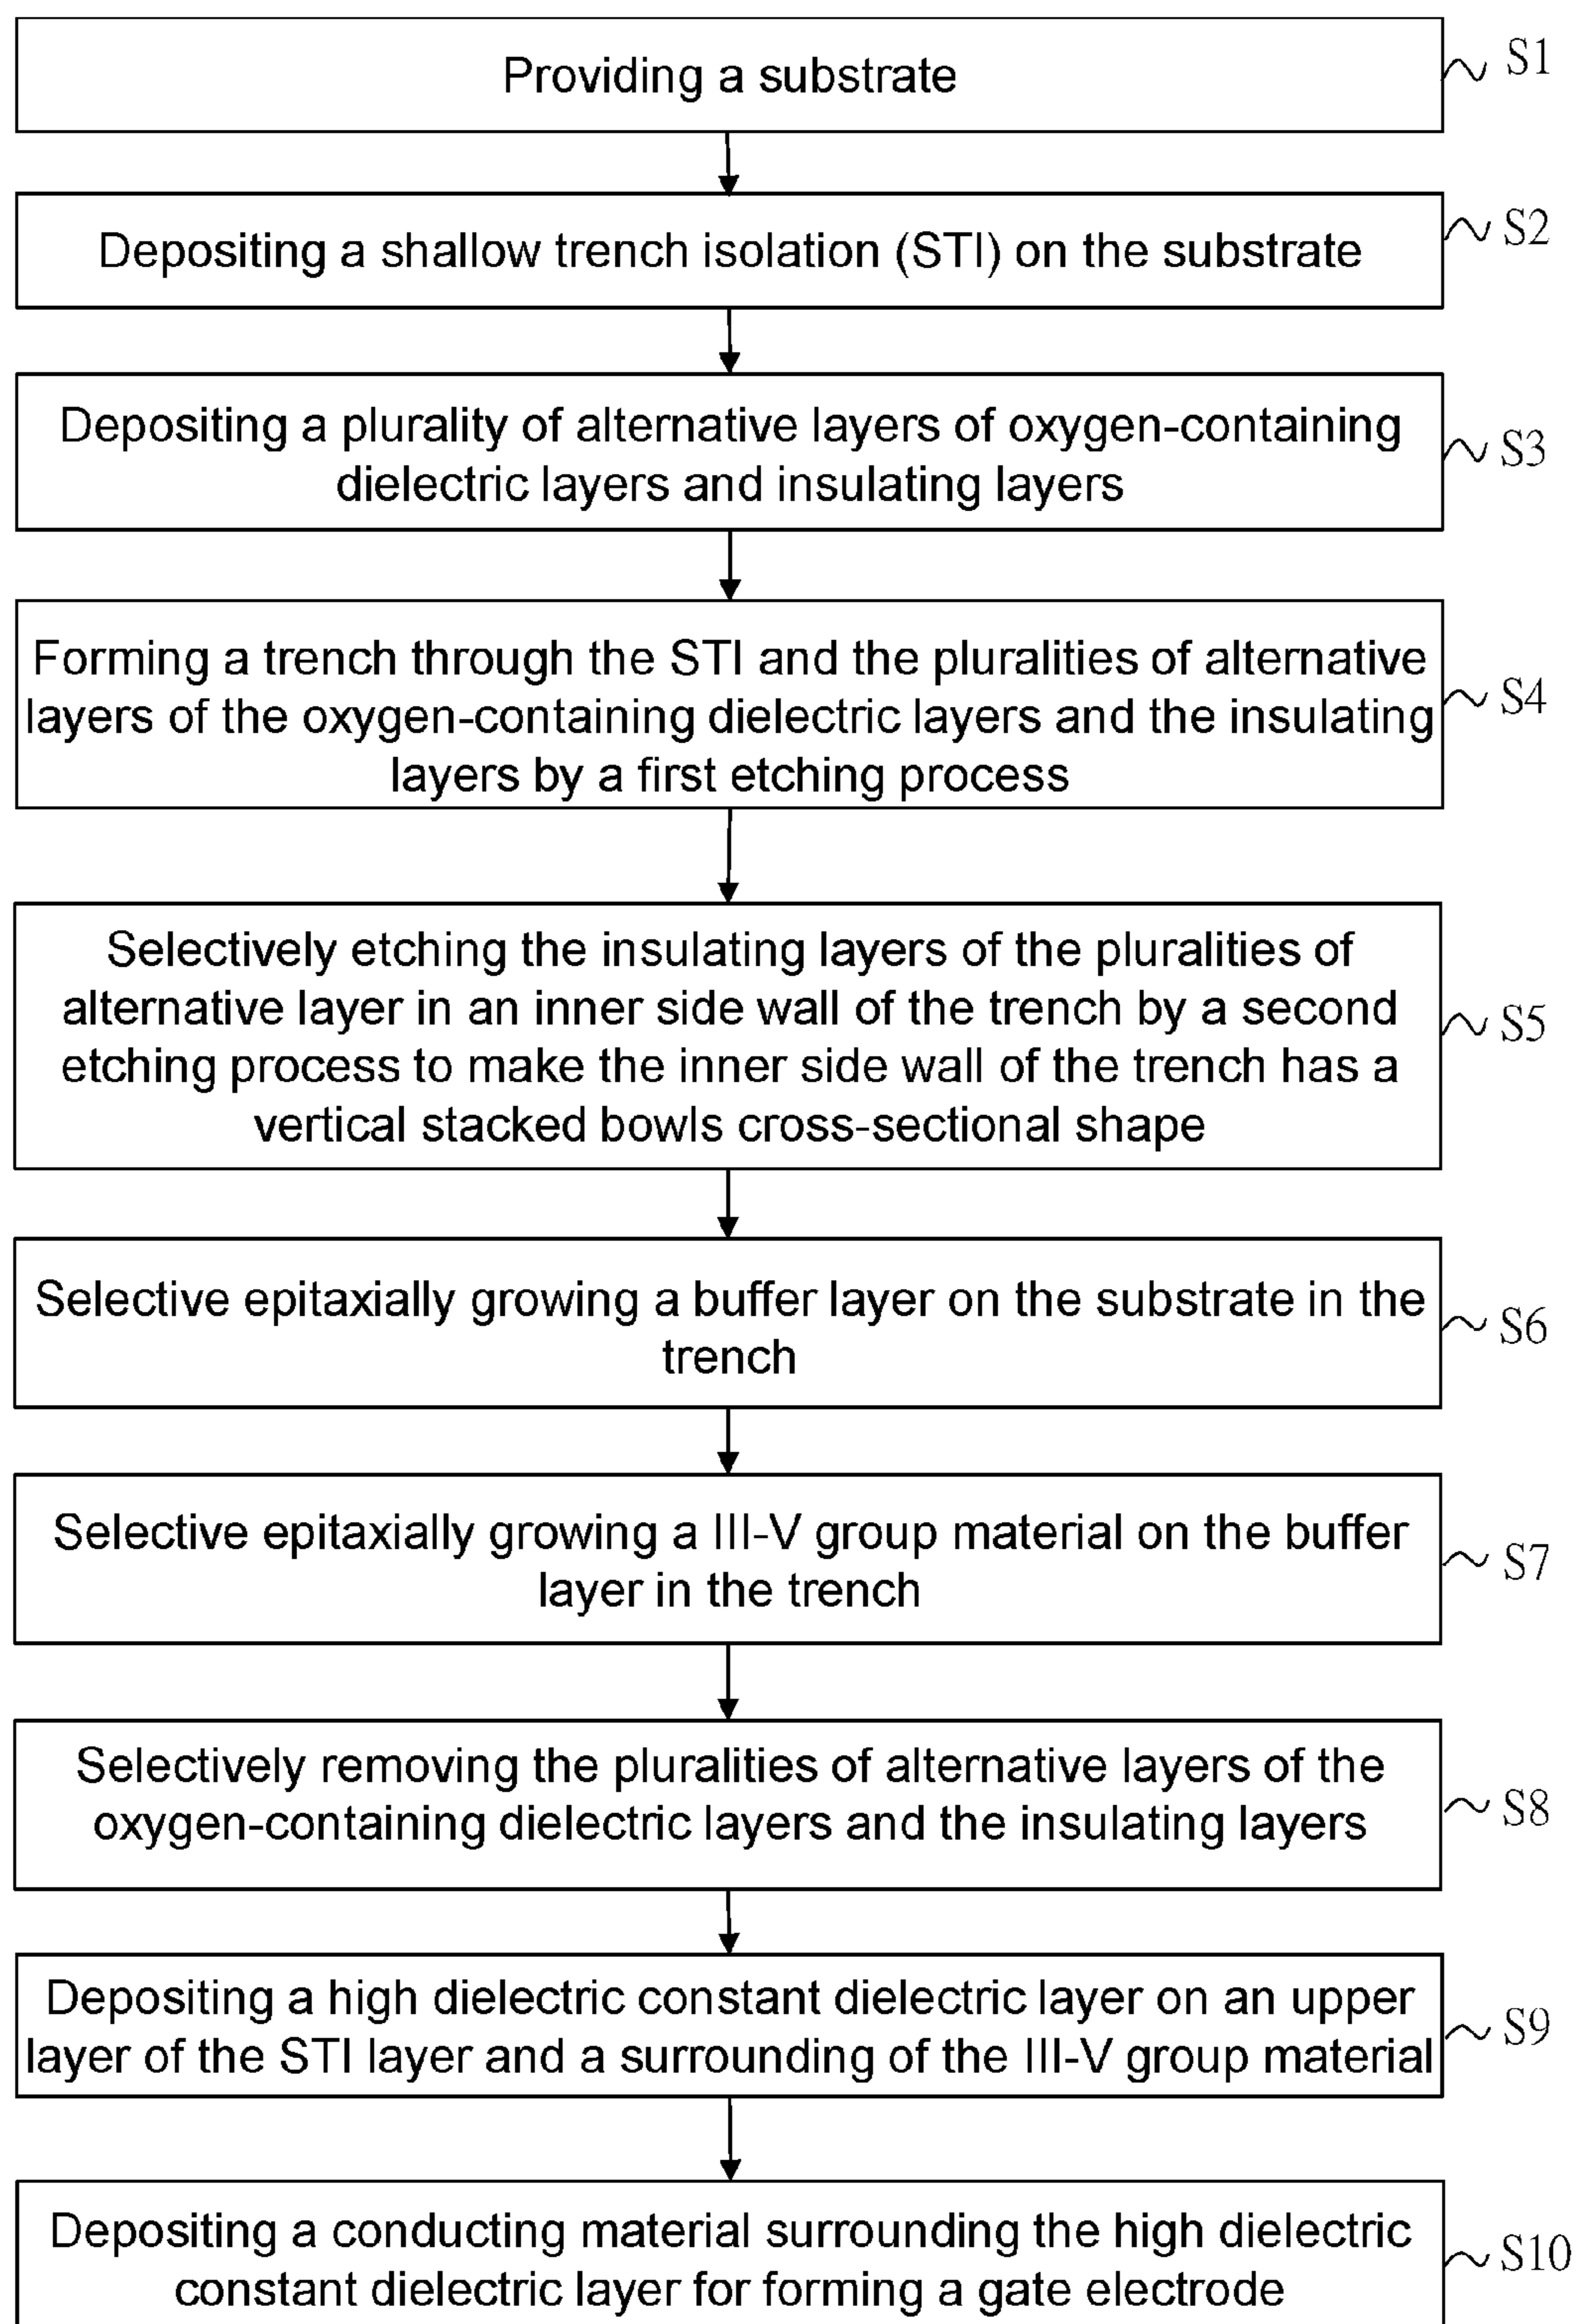 Providing a substrate
S1
Depositing a shallow trench isolation (STI) on the substrate
S2
Depositing a plurality of alternative layers of oxygen-containing
dielectric layers and insulating layers
S3
Forming a trench through the STI and the pluralities of alternative
layers of the oxygen-containing dielectric layers and the insulating
layers by a first etching process
S4
Selectively etching the insulating layers of the pluralities of
alternative layer in an inner side wall of the trench by a second
etching process to make the inner side wall of the trench has a
vertical stacked bowls cross-sectional shape
S5
Selective epitaxially growing a buffer layer on the substrate in the
trench
S6
Selective epitaxially growing a III-V group material on the buffer
layer in the trench
S7
Selectively removing the pluralities of alternative layers of the
oxygen-containing dielectric layers and the insulating layers
S8
Depositing a high dielectric constant dielectric layer on an upper
layer of the STI layer and a surrounding of the III-V group material
S9
Depositing a conducting material surrounding the high dielectric
constant dielectric layer for forming a gate electrode
S10